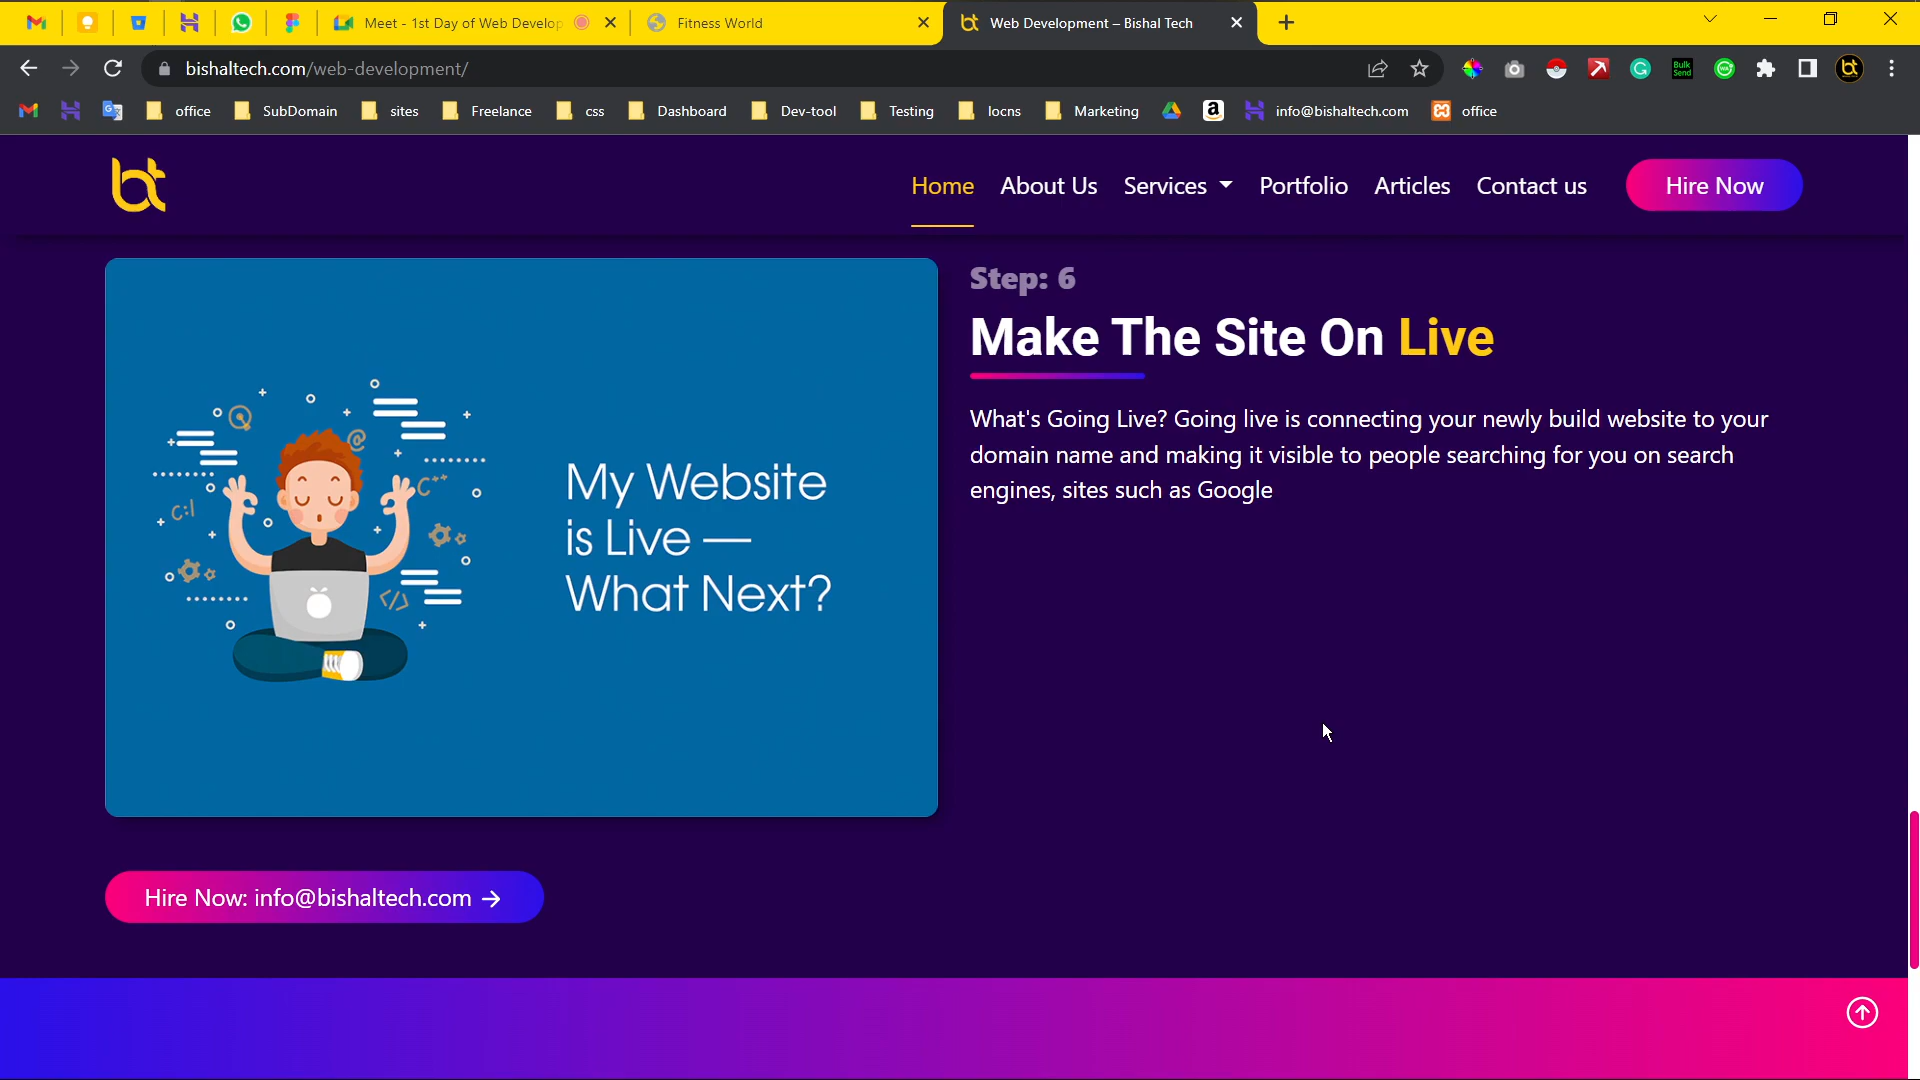 Meet - 1st Day of Web Develop
Fitness World
Web Development – Bishal Tech
bishaltech.com/web-development/
office
SubDomain
sites
Freelance
css
Dashboard
Dev-tool
Testing
locns
Marketing
info@bishaltech.com
office
Bulk
Send
bt
Home
About Us
Services
Portfolio
Articles
Contact us
Hire Now
Step: 6
Make The Site On Live
What's Going Live? Going live is connecting your newly build website to your
domain name and making it visible to people searching for you on search
engines, sites such as Google
@
C++
C:\
</>
My Website
is Live —
What Next?
Hire Now: info@bishaltech.com →